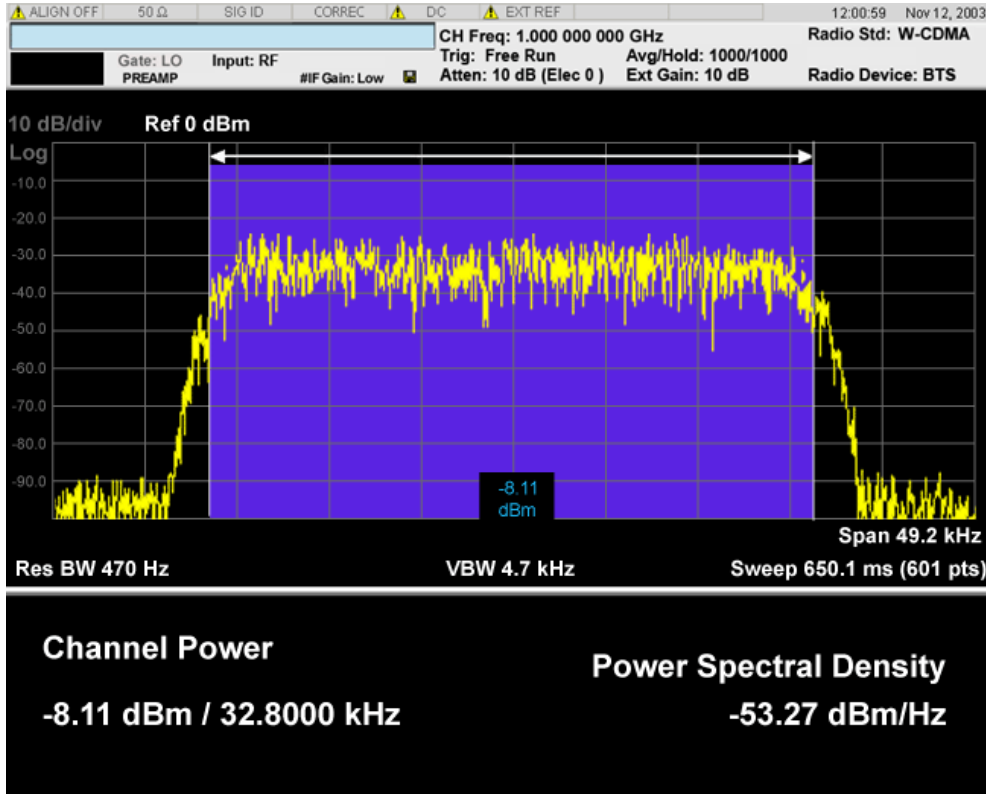 ALIGN OFF 50 Ω SIG ID CORREC DC EXT REF 12:00:59 Nov 12, 2003
CH Freq: 1.000 000 000 GHz Radio Std: W-CDMA
Gate: LO Input: RF Trig: Free Run Avg/Hold: 1000/1000
PREAMP #IF Gain: Low Atten: 10 dB (Elec 0 ) Ext Gain: 10 dB Radio Device: BTS
10 dB/div Ref 0 dBm
Log
-10.0
-20.0
-30.0
-40.0
-50.0
-60.0
-70.0
-80.0
-90.0
-8.11
dBm
Span 49.2 kHz
Res BW 470 Hz VBW 4.7 kHz Sweep 650.1 ms (601 pts)
Channel Power
Power Spectral Density
-8.11 dBm / 32.8000 kHz
-53.27 dBm/Hz